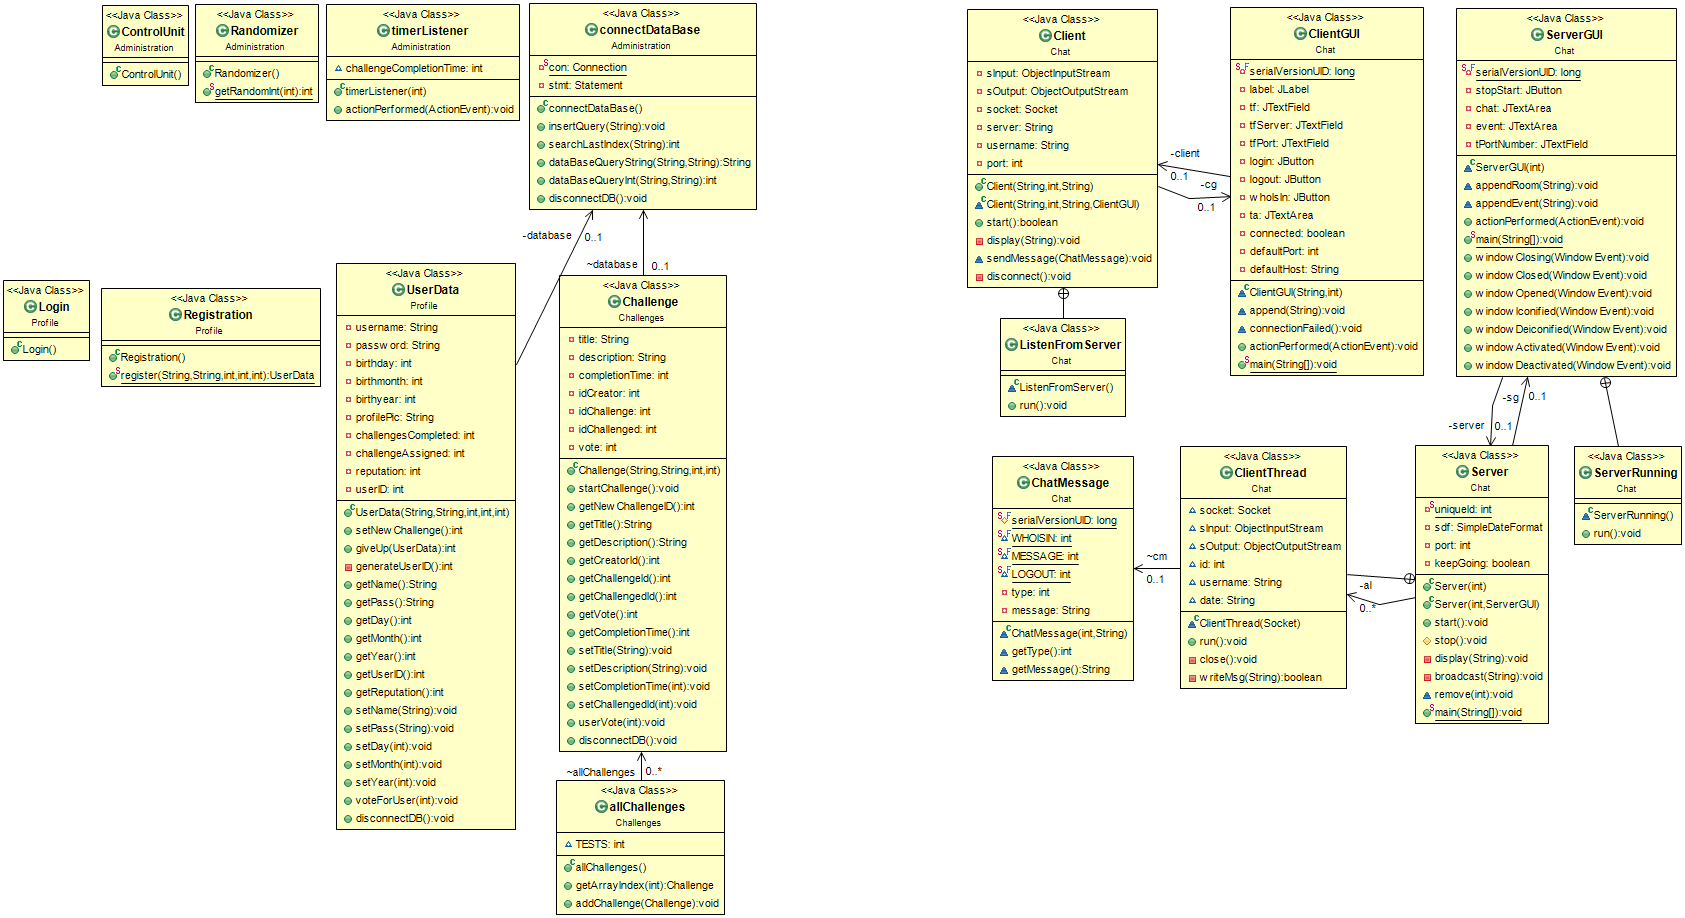 <<Java Class>>
ControlUnit
Administration
ControlUnit()
<<Java Class>>
Randomizer
Administration
Randomizer()
getRandomInt(int):int
<<Java Class>>
timerListener
Administration
challengeCompletionTime: int
timerListener(int)
actionPerformed(ActionEvent):void
<<Java Class>>
connectDataBase
Administration
con: Connection
stmt: Statement
connectDataBase()
insertQuery(String):void
searchLastIndex(String):int
dataBaseQueryString(String,String):String
dataBaseQueryInt(String,String):int
disconnectDB():void
-database
0..1
~database
0..1
<<Java Class>>
Login
Profile
Login()
<<Java Class>>
Registration
Profile
Registration()
register(String,String,int,int,int):UserData
<<Java Class>>
UserData
Profile
username: String
password: String
birthday: int
birthmonth: int
birthyear: int
profilePic: String
challengesCompleted: int
challengeAssigned: int
reputation: int
userID: int
UserData(String,String,int,int,int)
setNewChallenge():int
giveUp(UserData):int
generateUserID():int
getName():String
getPass():String
getDay():int
getMonth():int
getYear():int
getUserID():int
getReputation():int
setName(String):void
setPass(String):void
setDay(int):void
setMonth(int):void
setYear(int):void
voteForUser(int):void
disconnectDB():void
<<Java Class>>
Challenge
Challenges
title: String
description: String
completionTime: int
idCreator: int
idChallenge: int
idChallenged: int
vote: int
Challenge(String,String,int,int)
startChallenge():void
getNewChallengeID():int
getTitle():String
getDescription():String
getCreatorId():int
getChallengeId():int
getChallengedId():int
getVote():int
getCompletionTime():int
setTitle(String):void
setDescription(String):void
setCompletionTime(int):void
setChallengedId(int):void
userVote(int):void
disconnectDB():void
~allChallenges
0..*
<<Java Class>>
allChallenges
Challenges
TESTS: int
allChallenges()
getArrayIndex(int):Challenge
addChallenge(Challenge):void
<<Java Class>>
Client
Chat
sInput: ObjectInputStream
sOutput: ObjectOutputStream
socket: Socket
server: String
username: String
port: int
Client(String,int,String)
Client(String,int,String,ClientGUI)
start():boolean
display(String):void
sendMessage(ChatMessage):void
disconnect():void
-client
0..1
-cg
0..1
<<Java Class>>
ClientGUI
Chat
serialVersionUID: long
label: JLabel
tf: JTextField
tfServer: JTextField
tfPort: JTextField
login: JButton
logout: JButton
whoIsIn: JButton
ta: JTextArea
connected: boolean
defaultPort: int
defaultHost: String
ClientGUI(String,int)
append(String):void
connectionFailed():void
actionPerformed(ActionEvent):void
main(String[]):void
<<Java Class>>
ServerGUI
Chat
serialVersionUID: long
stopStart: JButton
chat: JTextArea
event: JTextArea
tPortNumber: JTextField
ServerGUI(int)
appendRoom(String):void
appendEvent(String):void
actionPerformed(ActionEvent):void
main(String[]):void
windowClosing(WindowEvent):void
windowClosed(WindowEvent):void
windowOpened(WindowEvent):void
windowIconified(WindowEvent):void
windowDeiconified(WindowEvent):void
windowActivated(WindowEvent):void
windowDeactivated(WindowEvent):void
<<Java Class>>
ListenFromServer
Chat
ListenFromServer()
run():void
-sg
0..1
-server
0..1
<<Java Class>>
ChatMessage
Chat
serialVersionUID: long
WHOISIN: int
MESSAGE: int
LOGOUT: int
type: int
message: String
ChatMessage(int,String)
getType():int
getMessage():String
~cm
0..1
<<Java Class>>
ClientThread
Chat
socket: Socket
sInput: ObjectInputStream
sOutput: ObjectOutputStream
id: int
username: String
date: String
ClientThread(Socket)
run():void
close():void
writeMsg(String):boolean
-al
0..*
<<Java Class>>
Server
Chat
uniqueId: int
sdf: SimpleDateFormat
port: int
keepGoing: boolean
Server(int)
Server(int,ServerGUI)
start():void
stop():void
display(String):void
broadcast(String):void
remove(int):void
main(String[]):void
<<Java Class>>
ServerRunning
Chat
ServerRunning()
run():void